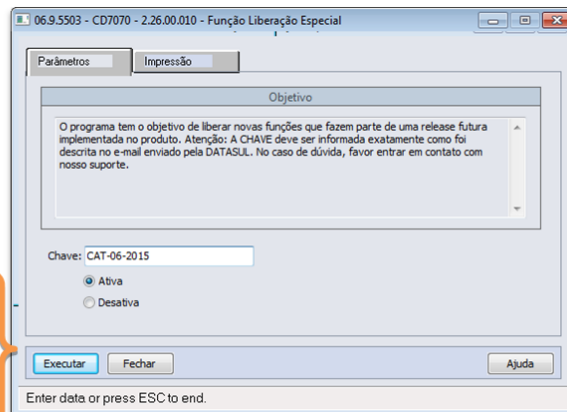 06.9.5503 - CD7070 - 2.26.00.010 - Função Liberação Especial
Parâmetros
Impressão
Objetivo
O programa tem o objetivo de liberar novas funções que fazem parte de uma release futura
implementada no produto. Atenção: A CHAVE deve ser informada exatamente como foi
descrita no e-mail enviado pela DATASUL. No caso de dúvida, favor entrar em contato com
nosso suporte.
Chave: CAT-06-2015
Ativa
Desativa
Executar
Fechar
Ajuda
Enter data or press ESC to end.